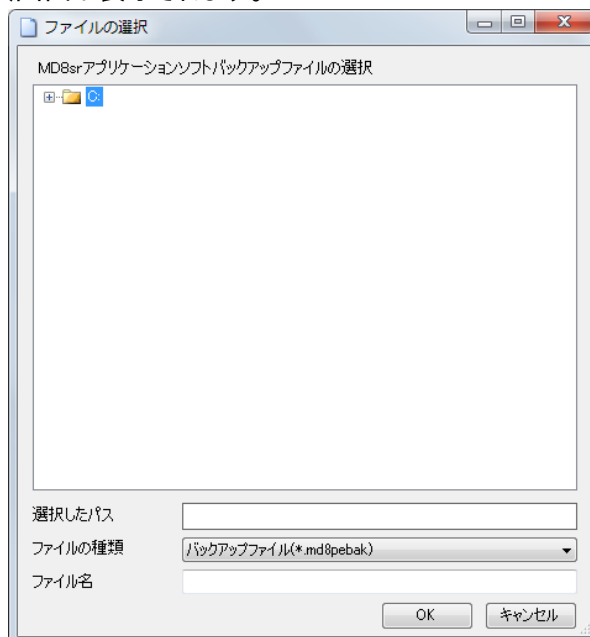 ファイルの選択
MD8srアプリケーションソフトバックアップファイルの選択
C:
選択したパス
ファイルの種類
バックアップファイル(*.md8pebak)
ファイル名
OK
キャンセル